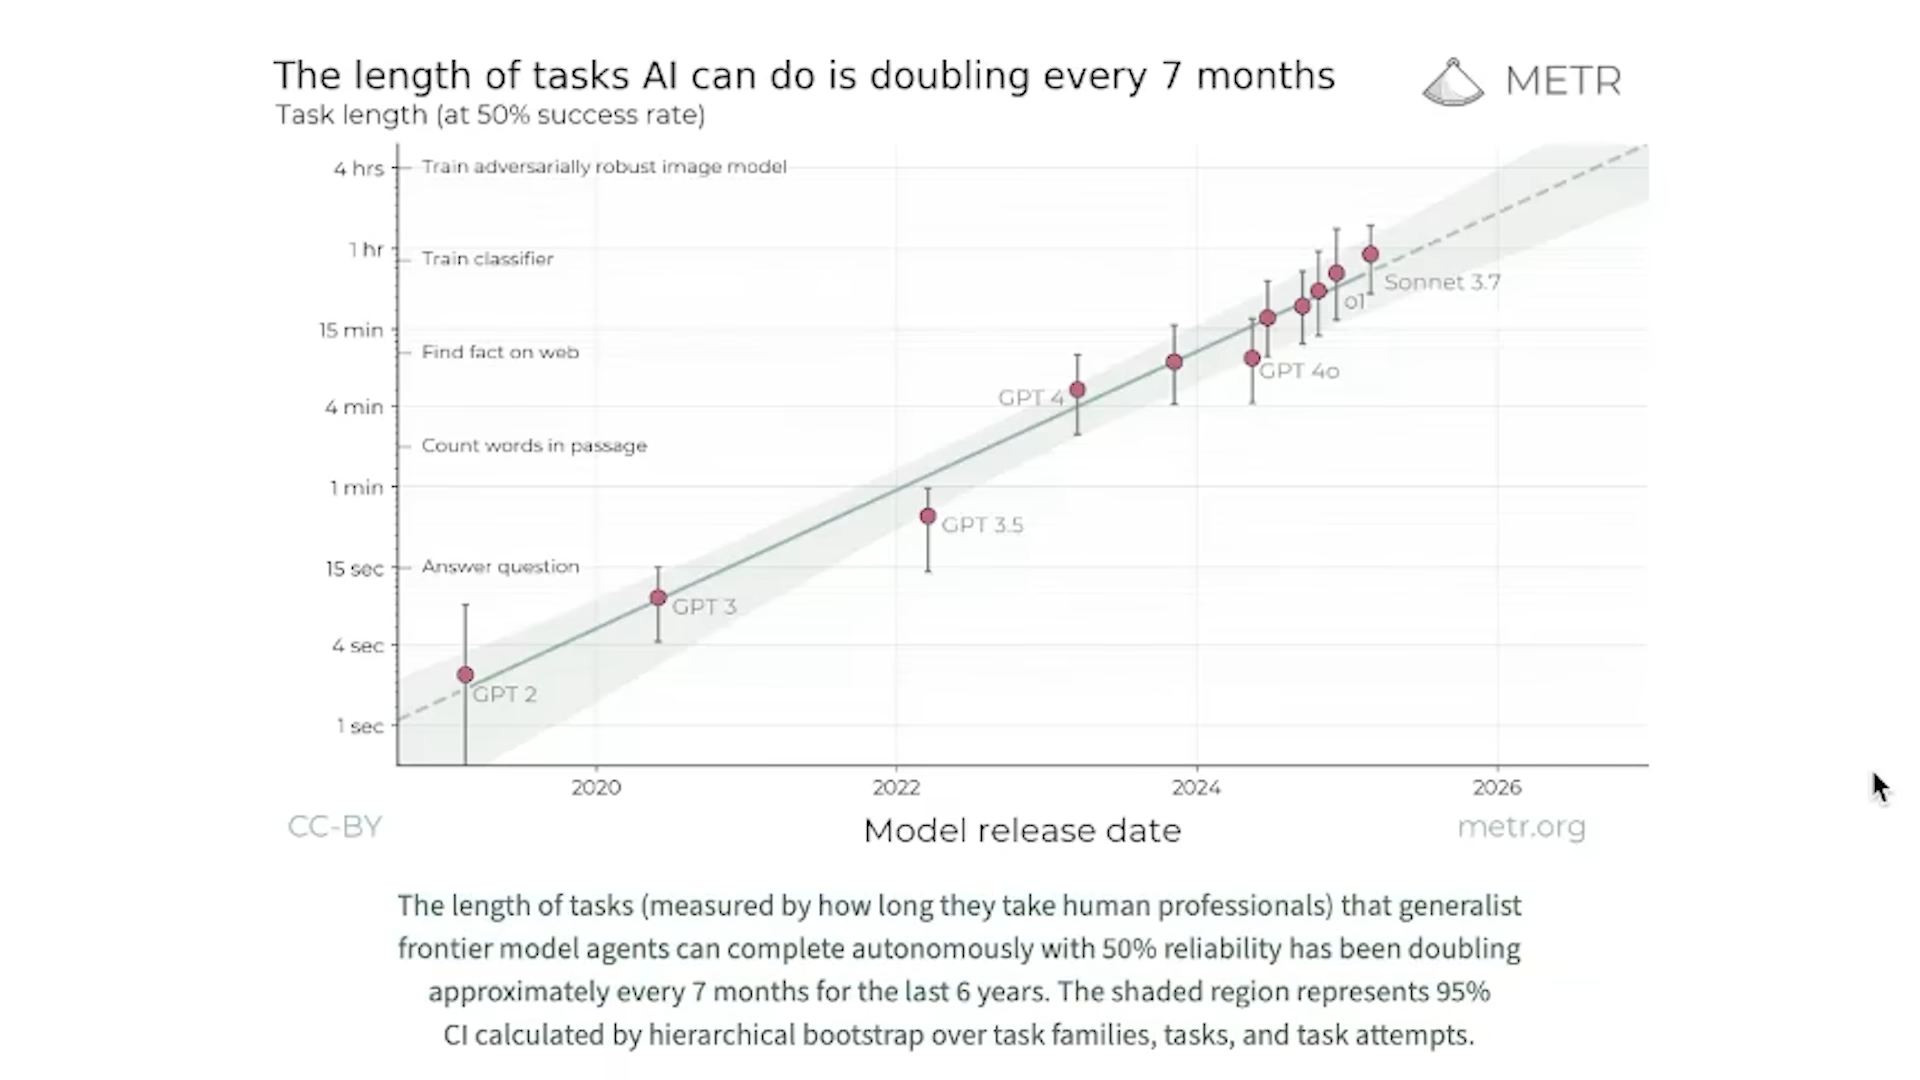 The length of tasks AI can do is doubling every 7 months
METR
Task length (at 50% success rate)
4 hrs
Train adversarially robust image model
1 hr
Train classifier
Sonnet 3.7
o1
15 min
Find fact on web
GPT 4o
GPT 4
4 min
Count words in passage
1 min
GPT 3.5
15 sec
Answer question
GPT 3
4 sec
GPT 2
1 sec
2020
2022
2024
2026
CC-BY
Model release date
metr.org
The length of tasks (measured by how long they take human professionals) that generalist
frontier model agents can complete autonomously with 50% reliability has been doubling
approximately every 7 months for the last 6 years. The shaded region represents 95%
CI calculated by hierarchical bootstrap over task families, tasks, and task attempts.